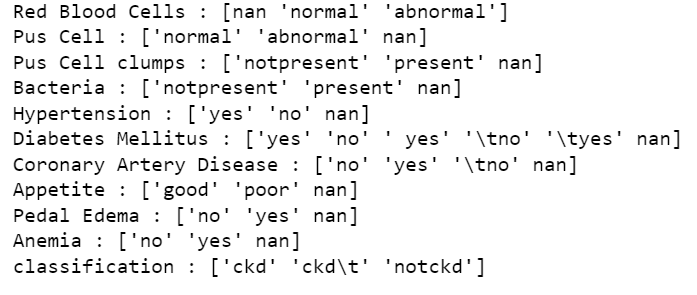 Red Blood Cells : [nan 'normal' 'abnormal']
Pus Cell : ['normal' 'abnormal' nan]
Pus Cell clumps : ['notpresent' 'present' nan]
Bacteria : ['notpresent' 'present' nan]
Hypertension : ['yes' 'no' nan]
Diabetes Mellitus : ['yes' 'no' ' yes' '\tno' '\tyes' nan]
Coronary Artery Disease : ['no' 'yes' '\tno' nan]
Appetite : ['good' 'poor' nan]
Pedal Edema : ['no' 'yes' nan]
Anemia : ['no' 'yes' nan]
classification : ['ckd' 'ckd\t' 'notckd']